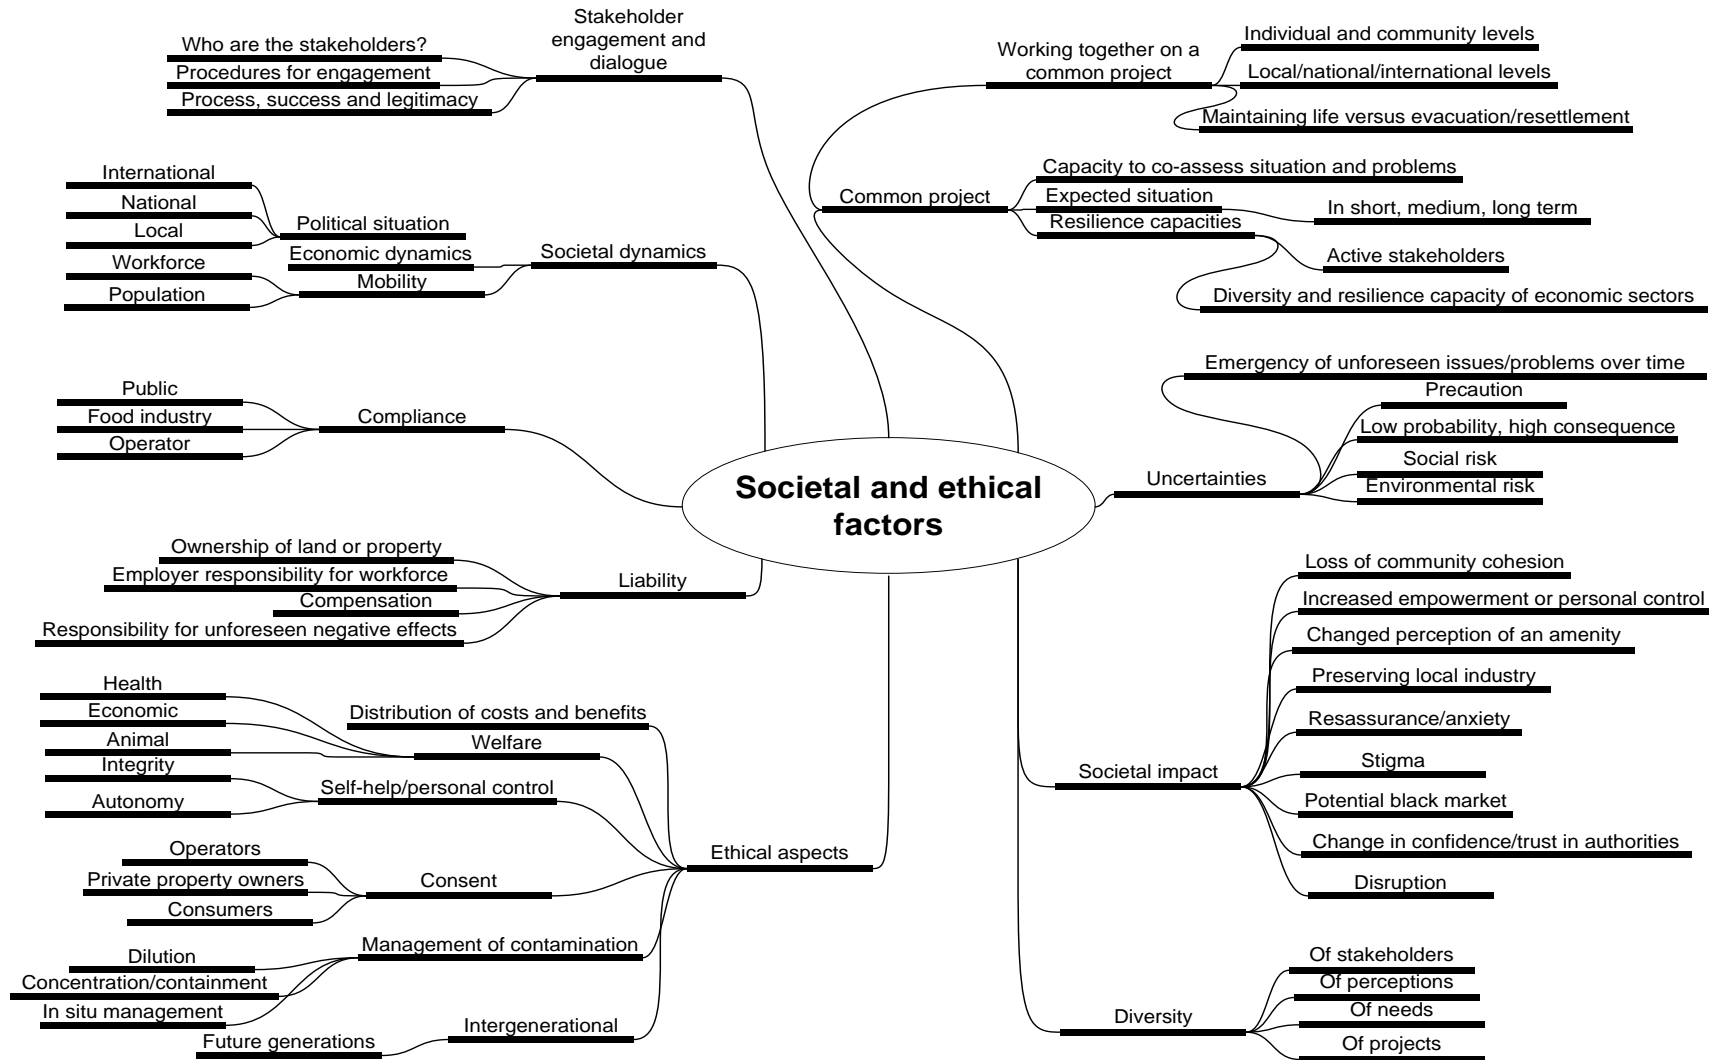 Societal and ethical
factors
Stakeholder
engagement and
dialogue
Who are the stakeholders?
Procedures for engagement
Process, success and legitimacy
Societal dynamics
Political situation
International
National
Local
Economic dynamics
Mobility
Workforce
Population
Compliance
Public
Food industry
Operator
Liability
Ownership of land or property
Employer responsibility for workforce
Compensation
Responsibility for unforeseen negative effects
Ethical aspects
Distribution of costs and benefits
Welfare
Health
Economic
Animal
Self-help/personal control
Integrity
Autonomy
Consent
Operators
Private property owners
Consumers
Management of contamination
Dilution
Concentration/containment
In situ management
Intergenerational
Future generations
Common project
Working together on a
common project
Individual and community levels
Local/national/international levels
Maintaining life versus evacuation/resettlement
Capacity to co-assess situation and problems
Expected situation
In short, medium, long term
Resilience capacities
Active stakeholders
Diversity and resilience capacity of economic sectors
Uncertainties
Emergency of unforeseen issues/problems over time
Precaution
Low probability, high consequence
Social risk
Environmental risk
Societal impact
Loss of community cohesion
Increased empowerment or personal control
Changed perception of an amenity
Preserving local industry
Resassurance/anxiety
Stigma
Potential black market
Change in confidence/trust in authorities
Disruption
Diversity
Of stakeholders
Of perceptions
Of needs
Of projects